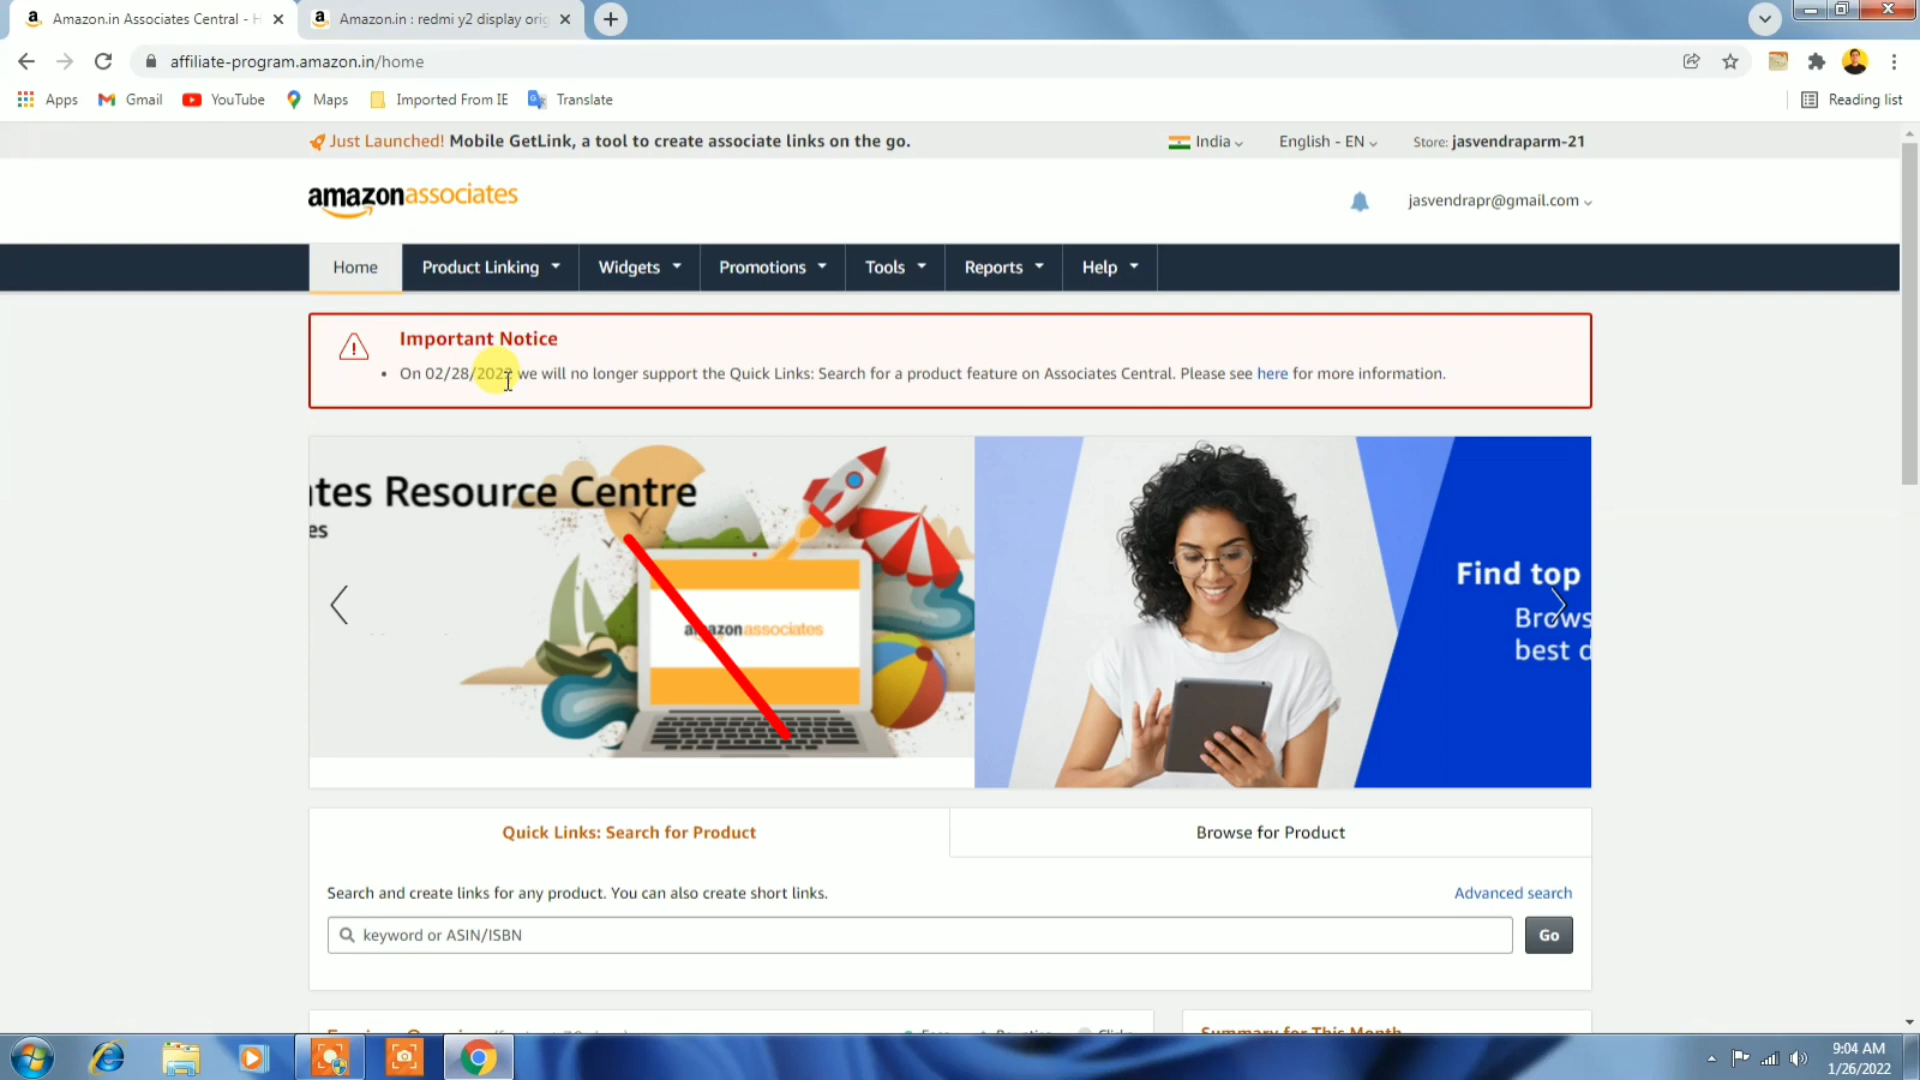 Amazon.in Associates Central - H
Amazon.in : redmi y2 display orig
affiliate-program.amazon.in/home
Apps
Gmail
YouTube
Maps
Imported From IE
Translate
Reading list
Just Launched! Mobile GetLink, a tool to create associate links on the go.
India
English - EN
Store: jasvendraparm-21
amazonassociates
jasvendrapr@gmail.com
Home
Product Linking
Widgets
Promotions
Tools
Reports
Help
Important Notice
• On 02/28/2022 we will no longer support the Quick Links: Search for a product feature on Associates Central. Please see here for more information.
tes Resource Centre
es
amazonassociates
Find top
Brows
best d
Quick Links: Search for Product
Browse for Product
Search and create links for any product. You can also create short links.
Advanced search
keyword or ASIN/ISBN
Go
Summary for This Month
9:04 AM
1/26/2022